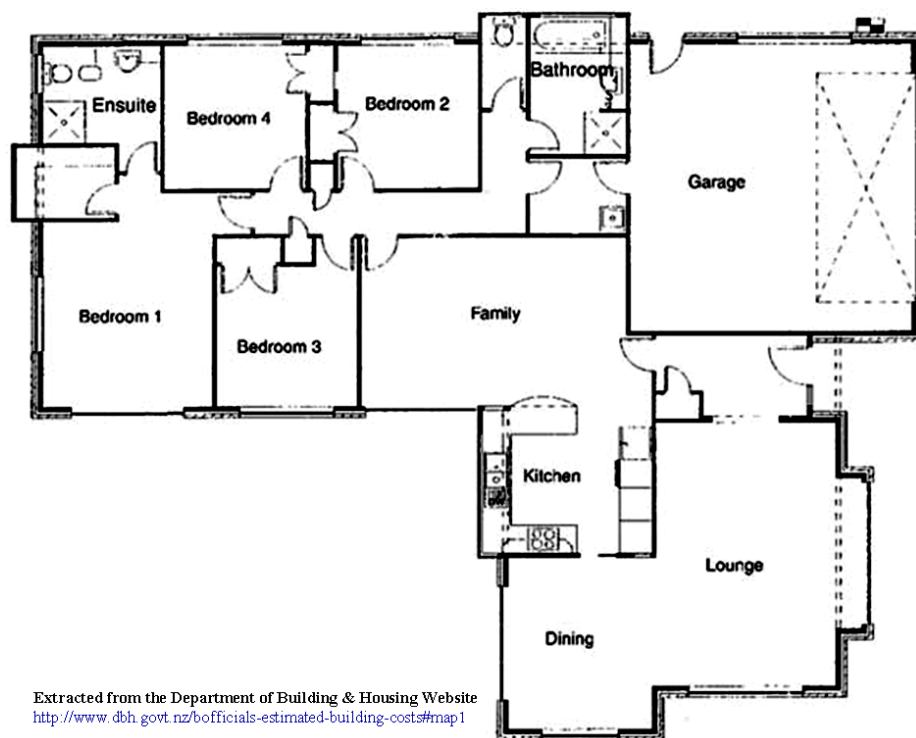 Bathroom
Ensuite
Bedroom 4
Bedroom 2
Garage
Bedroom 1
Family
Bedroom 3
Kitchen
Lounge
Dining
Extracted from the Department of Building & Housing Website
http://www.dbh.govt.nz/bofficials-estimated-building-costs#map1